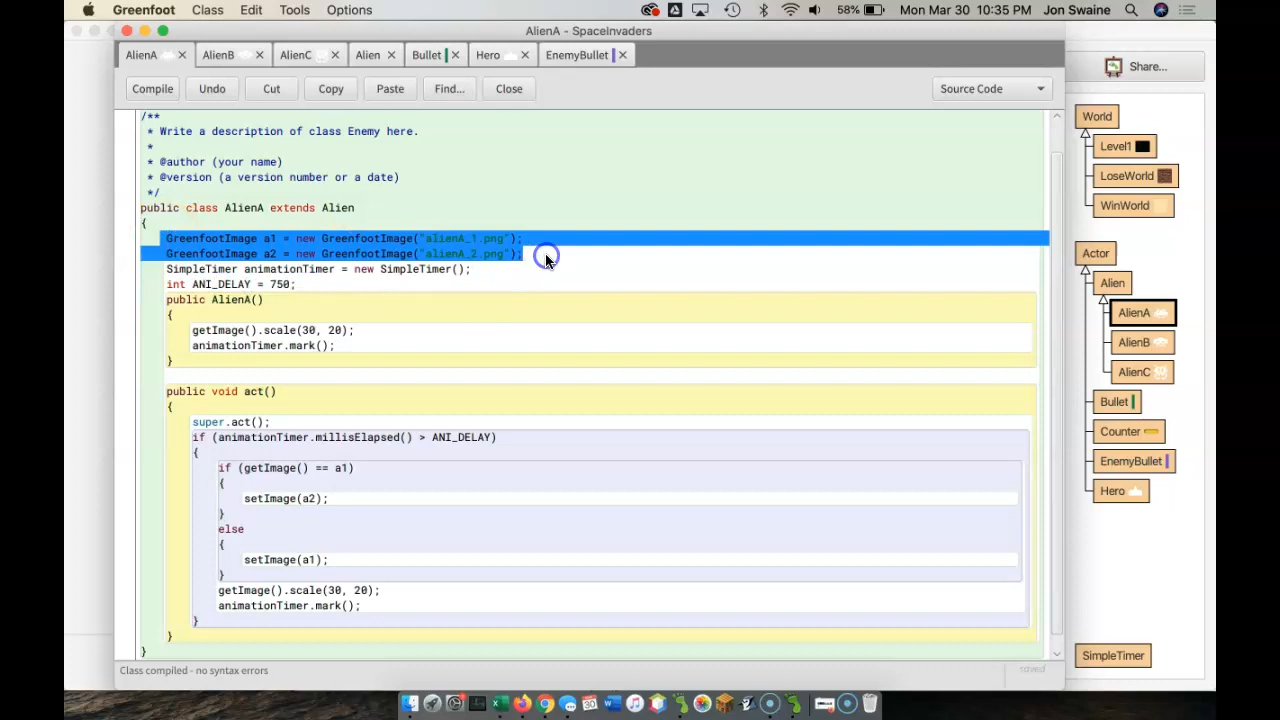 Greenfoot Class Edit Tools Options 58% Mon Mar 30 10:35 PM Jon Swaine
AlienA - SpaceInvaders
AlienA AlienB AlienC Alien Bullet Hero EnemyBullet
Compile Undo Cut Copy Paste Find... Close Source Code
Share...
/**
* Write a description of class Enemy here.
*
* @author (your name)
* @version (a version number or a date)
*/
public class AlienA extends Alien
{
GreenfootImage a1 = new GreenfootImage("alienA_1.png");
GreenfootImage a2 = new GreenfootImage("alienA_2.png");
SimpleTimer animationTimer = new SimpleTimer();
int ANI_DELAY = 750;
public AlienA()
{
getImage().scale(30, 20);
animationTimer.mark();
}
public void act()
{
super.act();
if (animationTimer.millisElapsed() > ANI_DELAY)
{
if (getImage() == a1)
{
setImage(a2);
}
else
{
setImage(a1);
}
getImage().scale(30, 20);
animationTimer.mark();
}
}
}
Class compiled - no syntax errors
saved
World
Level1
LoseWorld
WinWorld
Actor
Alien
AlienA
AlienB
AlienC
Bullet
Counter
EnemyBullet
Hero
SimpleTimer